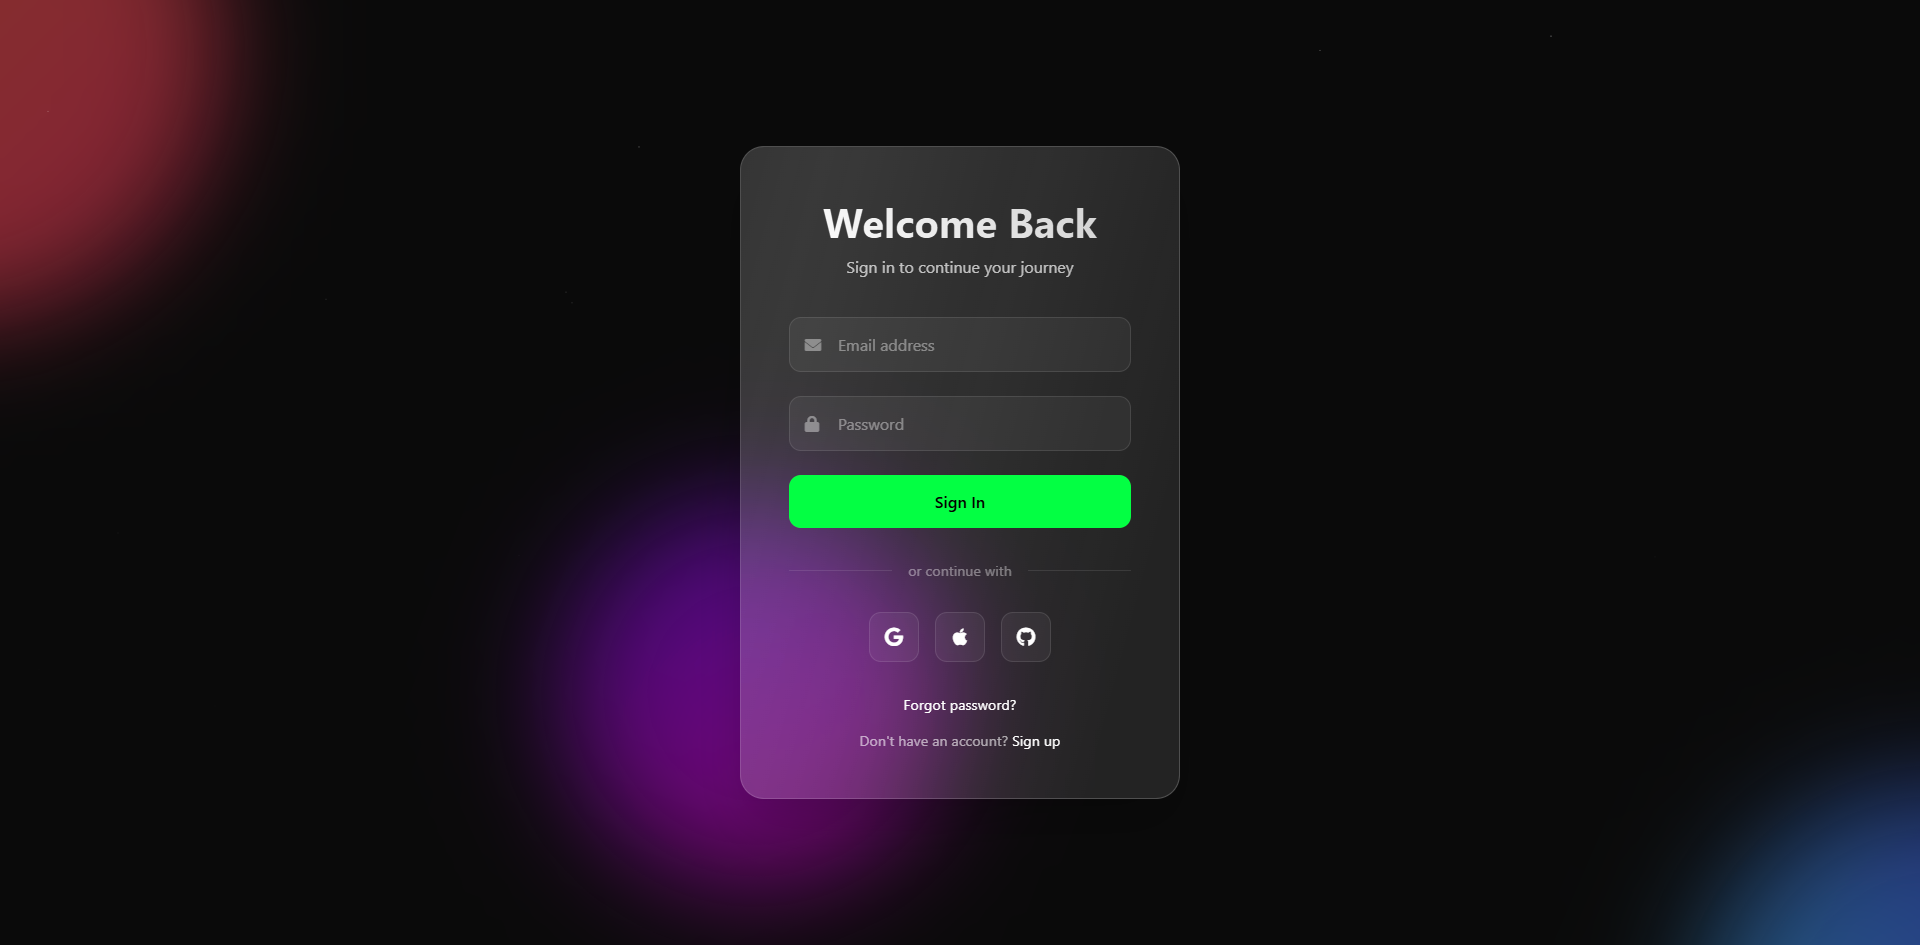 Welcome Back
Sign in to continue your journey
Email address
Password
Sign In
or continue with
Forgot password?
Don't have an account? Sign up